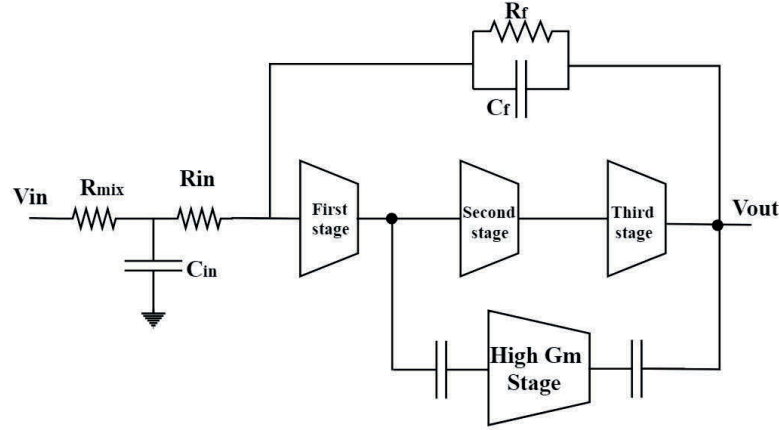 Rf
Cf
Vin
Rmix
Rin
Cin
First
stage
Second
stage
Third
stage
Vout
High Gm
Stage